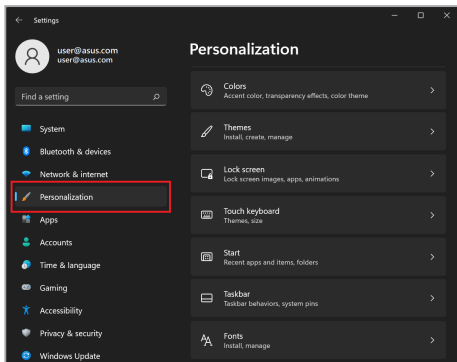 Settings
user@asus.com
user@asus.com
Find a setting
System
Bluetooth & devices
Network & internet
Personalization
Apps
Accounts
Time & language
Gaming
Accessibility
Privacy & security
Windows Update
Personalization
Colors
Accent color, transparency effects, color theme
Themes
Install, create, manage
Lock screen
Lock screen images, apps, animations
Touch keyboard
Themes, size
Start
Recent apps and items, folders
Taskbar
Taskbar behaviors, system pins
Fonts
Install, manage